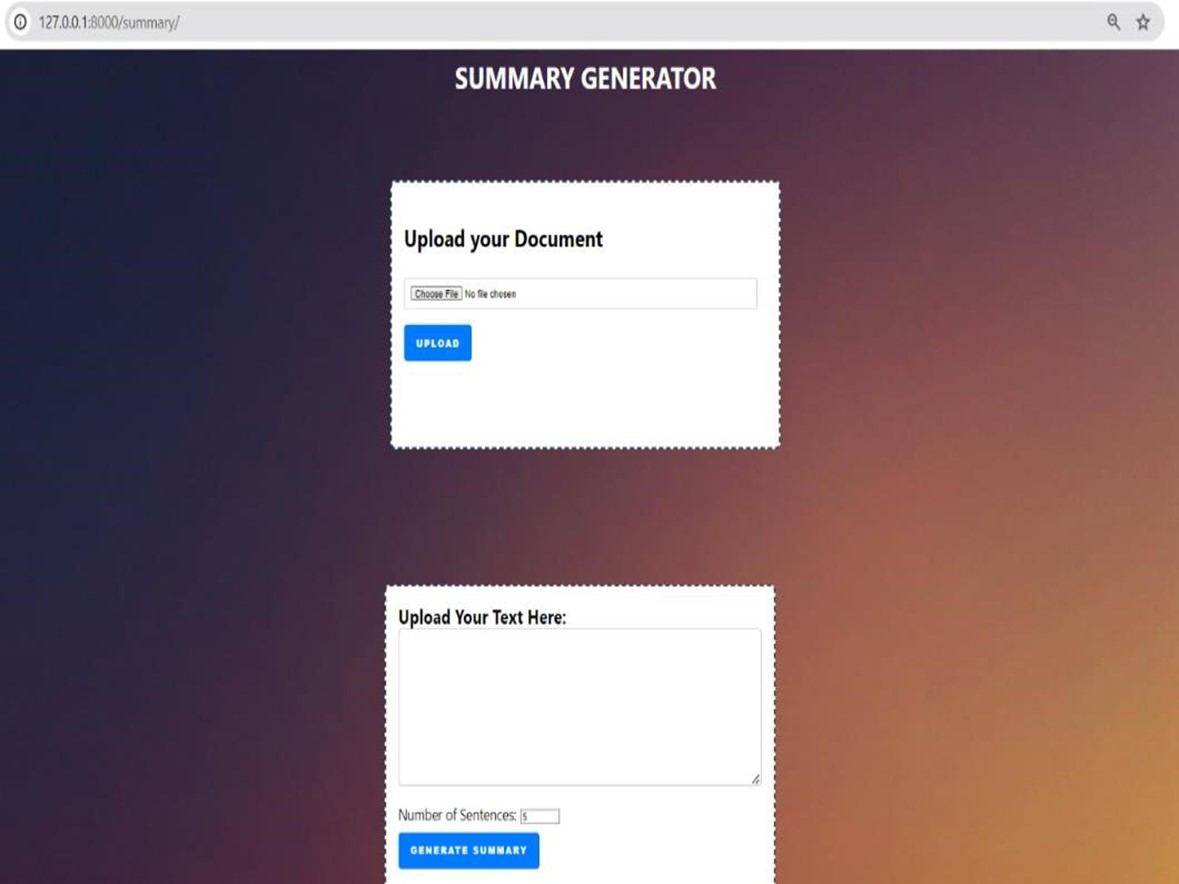 127.0.0.1:8000/summary/
SUMMARY GENERATOR
Upload your Document
Choose File No file chosen
UPLOAD
Upload Your Text Here:
Number of Sentences: 5
GENERATE SUMMARY